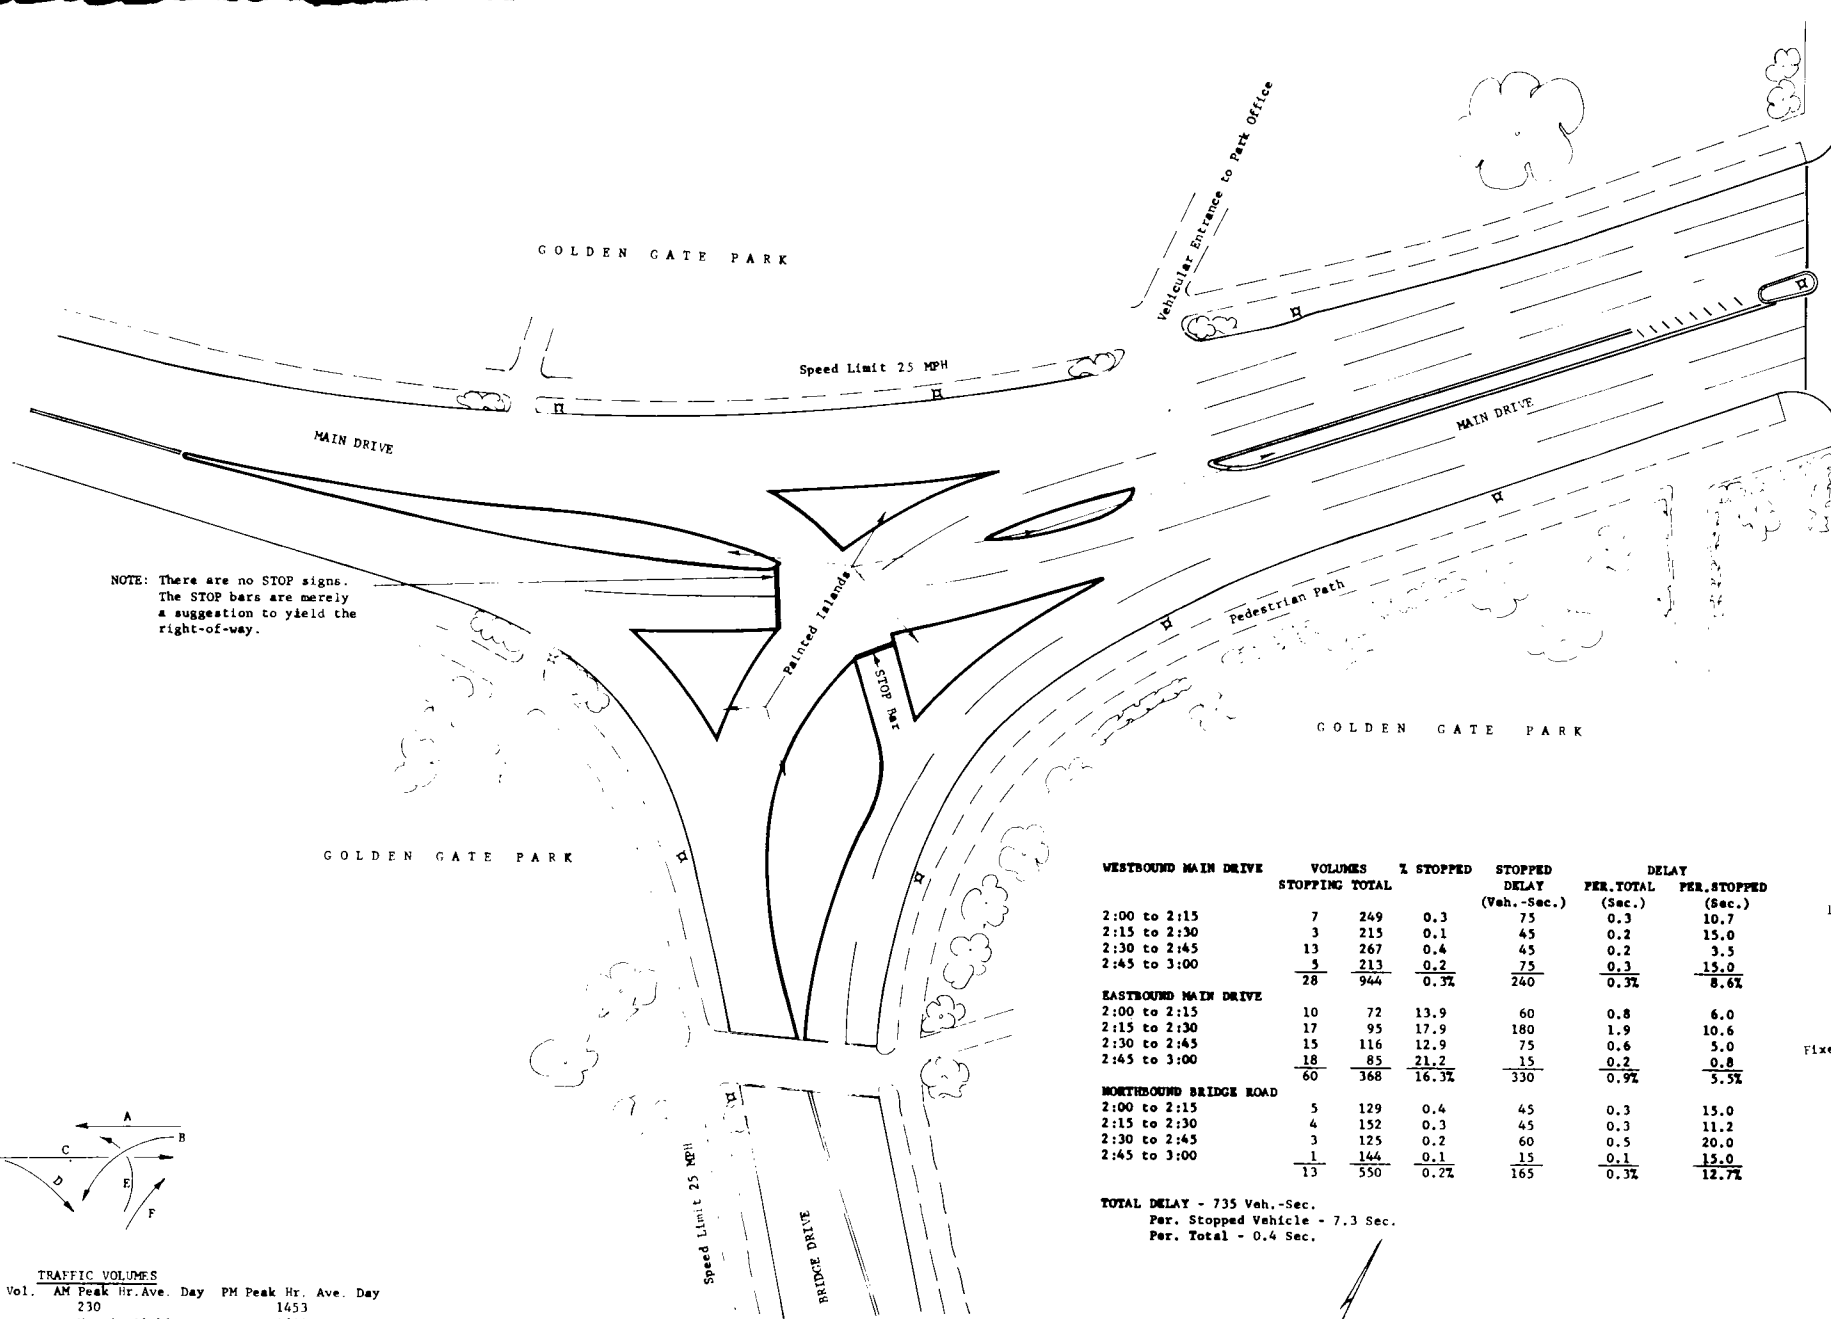 Vehicular Entrance to Park Office
GOLDEN GATE PARK
Speed Limit 25 MPH
MAIN DRIVE
MAIN DRIVE
NOTE: There are no STOP signs.
The STOP bars are merely
a suggestion to yield the
right-of-way.
Painted Islands
STOP Bar
Pedestrian Path
GOLDEN GATE PARK
GOLDEN GATE PARK
WESTBOUND MAIN DRIVE VOLUMES % STOPPED STOPPED DELAY
STOPPING TOTAL DELAY PER.TOTAL PER.STOPPED
(Veh.-Sec.) (Sec.) (Sec.)
2:00 to 2:15 7 249 0.3 75 0.3 10.7
2:15 to 2:30 3 215 0.1 45 0.2 15.0
2:30 to 2:45 13 267 0.4 45 0.2 3.5
2:45 to 3:00 5 213 0.2 75 0.3 15.0
28 944 0.3% 240 0.3% 8.6%
EASTBOUND MAIN DRIVE
2:00 to 2:15 10 72 13.9 60 0.8 6.0
2:15 to 2:30 17 95 17.9 180 1.9 10.6
2:30 to 2:45 15 116 12.9 75 0.6 5.0
2:45 to 3:00 18 85 21.2 15 0.2 0.8
60 368 16.3% 330 0.9% 5.5%
NORTHBOUND BRIDGE ROAD
2:00 to 2:15 5 129 0.4 45 0.3 15.0
2:15 to 2:30 4 152 0.3 45 0.3 11.2
2:30 to 2:45 3 125 0.2 60 0.5 20.0
2:45 to 3:00 1 144 0.1 15 0.1 15.0
13 550 0.2% 165 0.3% 12.7%
TOTAL DELAY - 735 Veh.-Sec.
Per. Stopped Vehicle - 7.3 Sec.
Per. Total - 0.4 Sec.
Fixe
A
B
C
D
E
F
Speed Limit 25 MPH
BRIDGE DRIVE
TRAFFIC VOLUMES
Vol. AM Peak Hr.Ave. Day PM Peak Hr. Ave. Day
230 1453